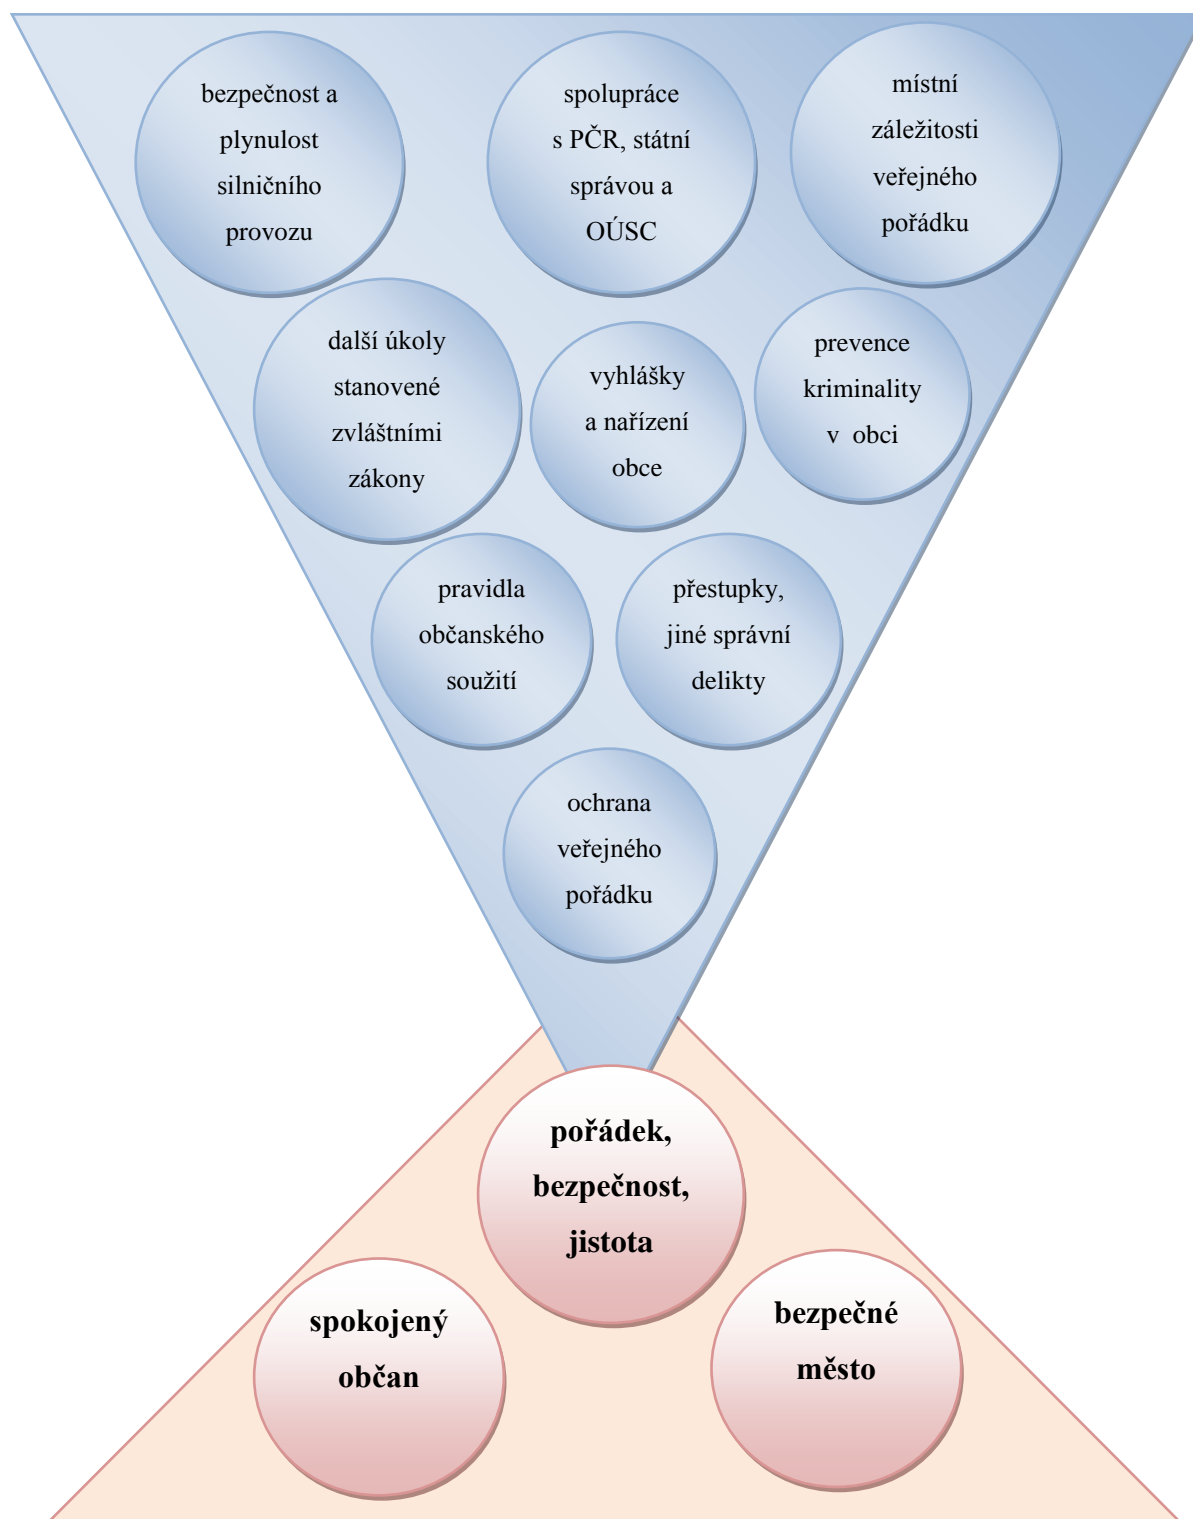 bezpečnost a
plynulost
silničního
provozu
spolupráce
s PČR, státní
správou a
OÚSC
místní
záležitosti
veřejného
pořádku
další úkoly
stanovené
zvláštními
zákony
vyhlášky
a nařízení
obce
prevence
kriminality
v  obci
pravidla
občanského
soužití
přestupky,
jiné správní
delikty
ochrana
veřejného
pořádku
pořádek,
bezpečnost,
jistota
spokojený
občan
bezpečné
město